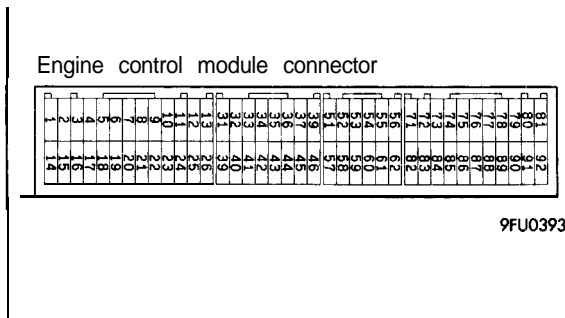 Engine control module connector
1 2 3 4 5 6 7 8 9 10 11 12 13 31 32 33 34 35 36 37 39 51 52 53 54 55 56 71 72 73 74 75 76 77 78 79 80 81
14 15 16 17 18 19 20 21 22 23 24 25 26 39 40 41 42 43 44 45 46 57 58 59 60 61 62 82 83 84 85 86 87 88 89 90 91 92
9FU0393